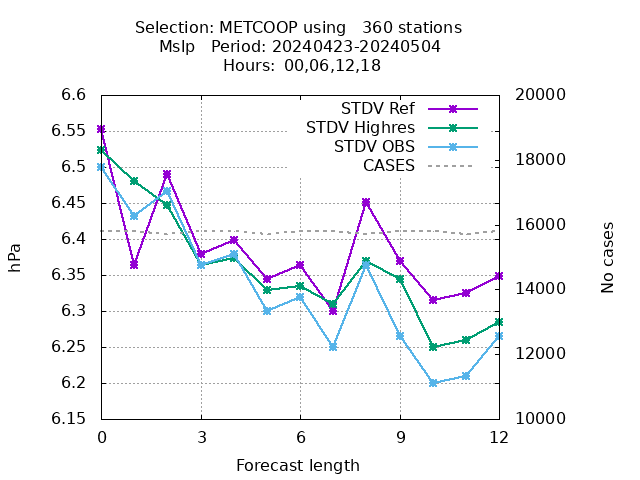 Selection: METCOOP using   360 stations
Mslp   Period: 20240423-20240504
Hours: 00,06,12,18
6.6
6.55
6.5
6.45
6.4
6.35
6.3
6.25
6.2
6.15
hPa
STDV Ref
STDV Highres
STDV OBS
CASES
20000
18000
16000
14000
12000
10000
No cases
0 3 6 9 12
Forecast length